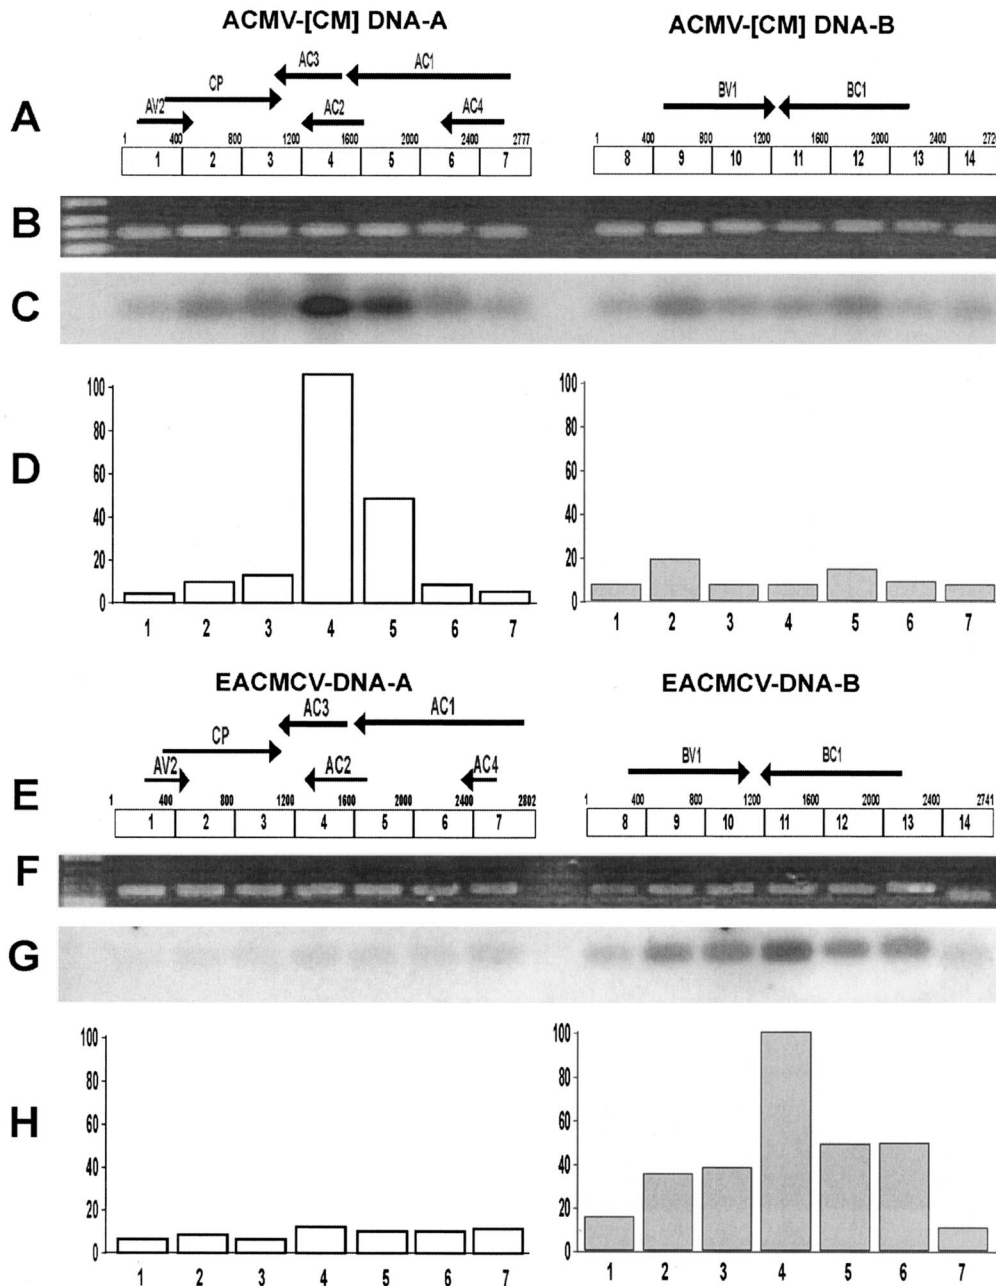 ACMV-[CM] DNA-A
ACMV-[CM] DNA-B
AC3
AC1
CP
AV2
AC2
AC4
BV1
BC1
A
1 400 800 1200 1600 2000 2400 2777
1 2 3 4 5 6 7
1 400 800 1200 1600 2000 2400
8 9 10 11 12 13 14
B
C
D
100
80
60
40
20
0
1 2 3 4 5 6 7
100
80
60
40
20
0
1 2 3 4 5 6 7
EACMCV-DNA-A
EACMCV-DNA-B
AC3
AC1
CP
AV2
AC2
AC4
BV1
BC1
E
1 400 800 1200 1600 2000 2400 2802
1 2 3 4 5 6 7
1 400 800 1200 1600 2000 2400 2741
8 9 10 11 12 13 14
F
G
H
100
80
60
40
20
0
1 2 3 4 5 6 7
100
80
60
40
20
0
1 2 3 4 5 6 7